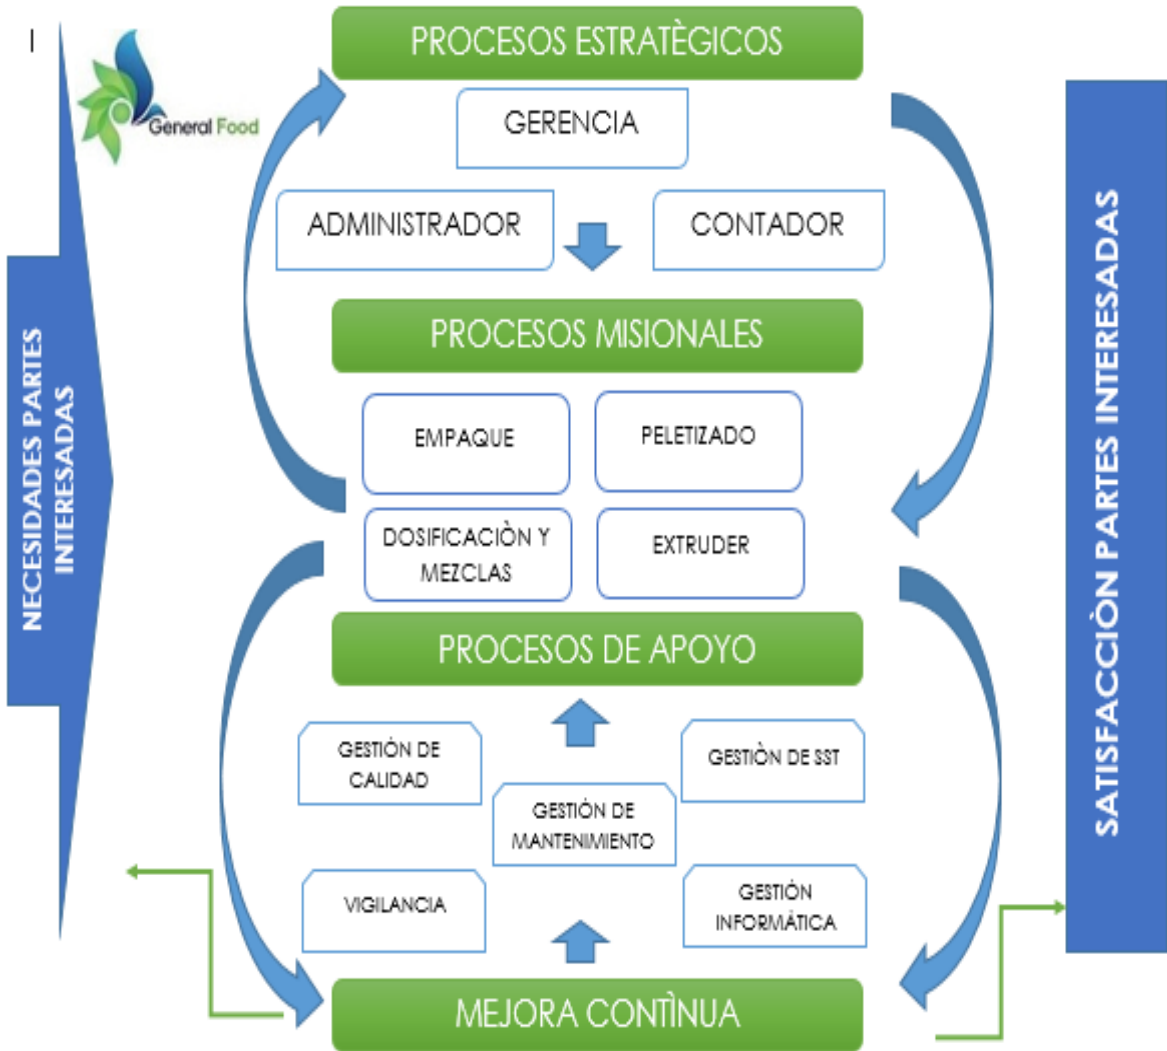 PROCESOS ESTRATÈGICOS
General Food
GERENCIA
ADMINISTRADOR
CONTADOR
PROCESOS MISIONALES
NECESIDADES PARTES
INTERESADAS
SATISFACCIÒN PARTES INTERESADAS
EMPAQUE
PELETIZADO
DOSIFICACIÒN Y
MEZCLAS
EXTRUDER
PROCESOS DE APOYO
GESTIÓN DE
CALIDAD
GESTIÒN DE SST
GESTIÓN DE
MANTENIMIENTO
VIGILANCIA
GESTIÓN
INFORMÁTICA
MEJORA CONTÌNUA